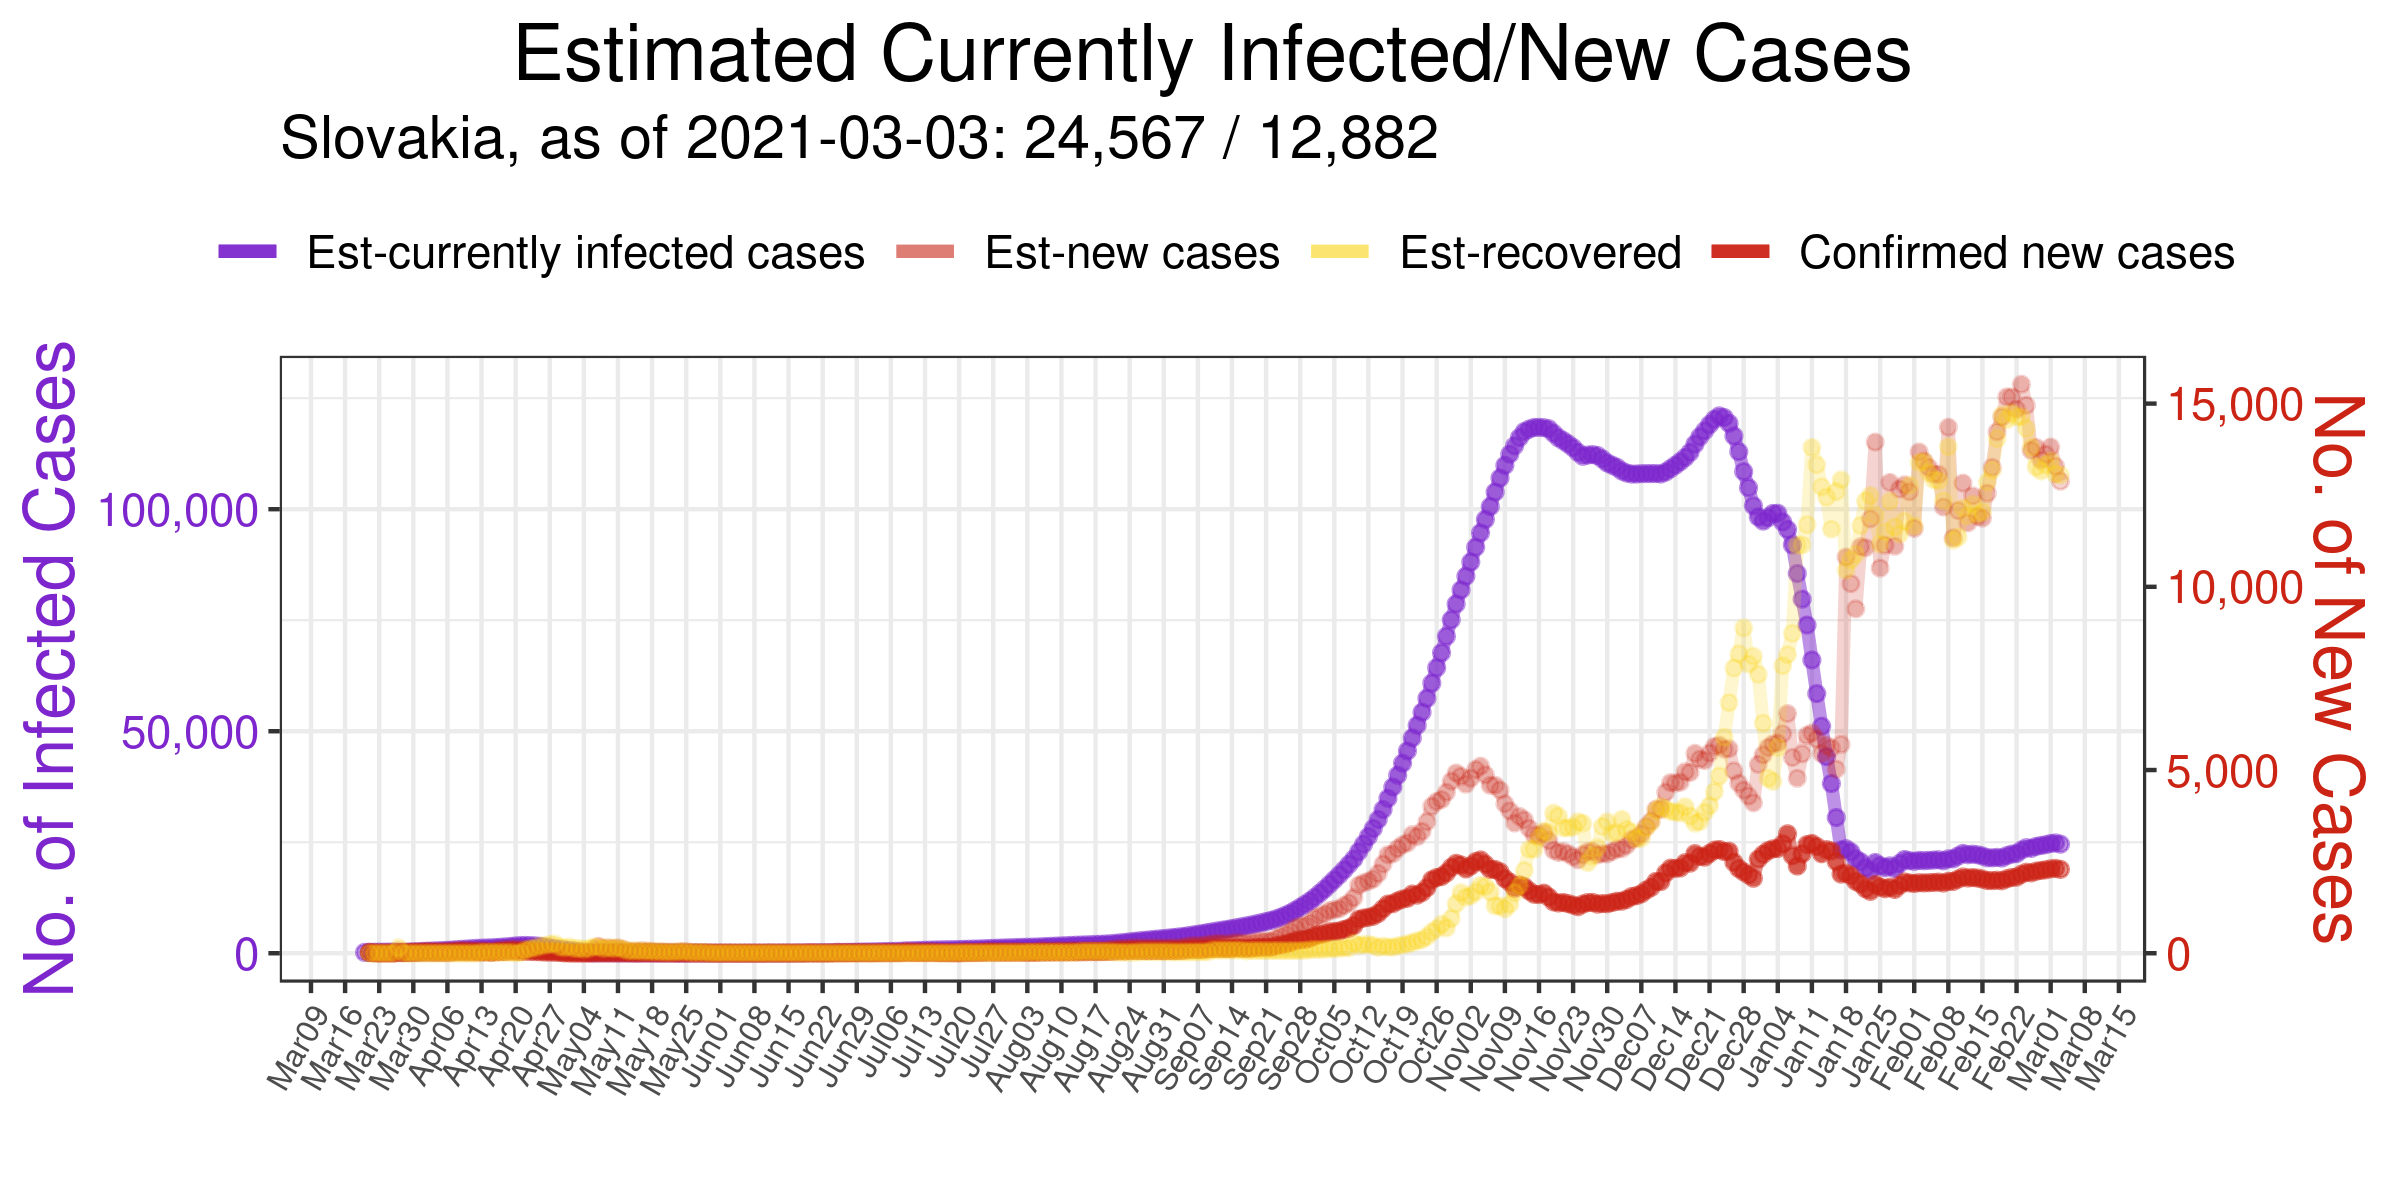 Estimated Currently Infected/New Cases
Slovakia, as of 2021-03-03: 24,567 / 12,882
Est-currently infected cases Est-new cases Est-recovered Confirmed new cases
No. of Infected Cases
100,000
50,000
0
15,000
10,000
5,000
0
No. of New Cases
Mar09 Mar16 Mar23 Mar30 Apr06 Apr13 Apr20 Apr27 May04 May11 May18 May25 Jun01 Jun08 Jun15 Jun22 Jun29 Jul06 Jul13 Jul20 Jul27 Aug03 Aug10 Aug17 Aug24 Aug31 Sep07 Sep14 Sep21 Sep28 Oct05 Oct12 Oct19 Oct26 Nov02 Nov09 Nov16 Nov23 Nov30 Dec07 Dec14 Dec21 Dec28 Jan04 Jan11 Jan18 Jan25 Feb01 Feb08 Feb15 Feb22 Mar01 Mar08 Mar15